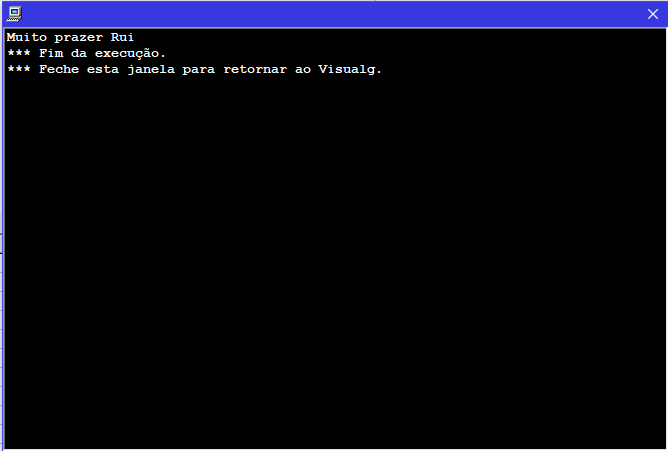 Muito prazer Rui
*** Fim da execução.
*** Feche esta janela para retornar ao Visualg.